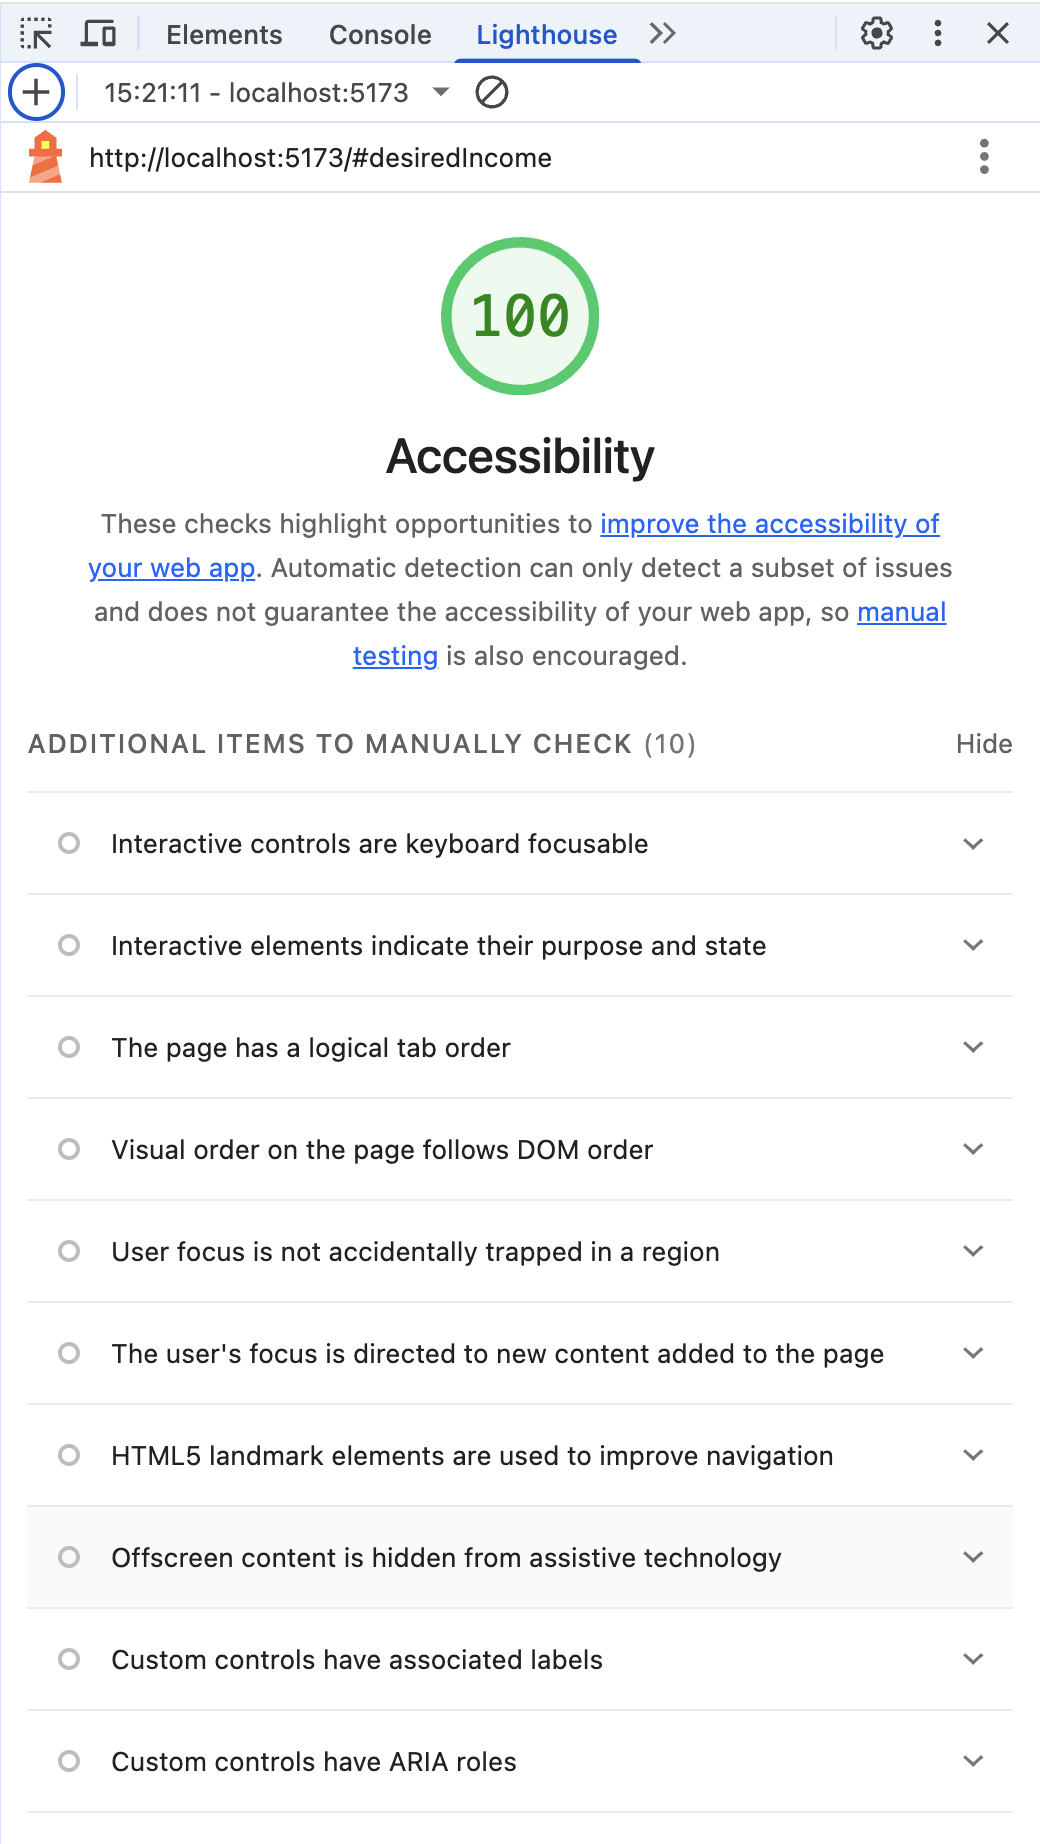 Elements Console Lighthouse
15:21:11 - localhost:5173
http://localhost:5173/#desiredIncome
100
Accessibility
These checks highlight opportunities to improve the accessibility of
your web app. Automatic detection can only detect a subset of issues
and does not guarantee the accessibility of your web app, so manual
testing is also encouraged.
ADDITIONAL ITEMS TO MANUALLY CHECK (10) Hide
Interactive controls are keyboard focusable
Interactive elements indicate their purpose and state
The page has a logical tab order
Visual order on the page follows DOM order
User focus is not accidentally trapped in a region
The user's focus is directed to new content added to the page
HTML5 landmark elements are used to improve navigation
Offscreen content is hidden from assistive technology
Custom controls have associated labels
Custom controls have ARIA roles